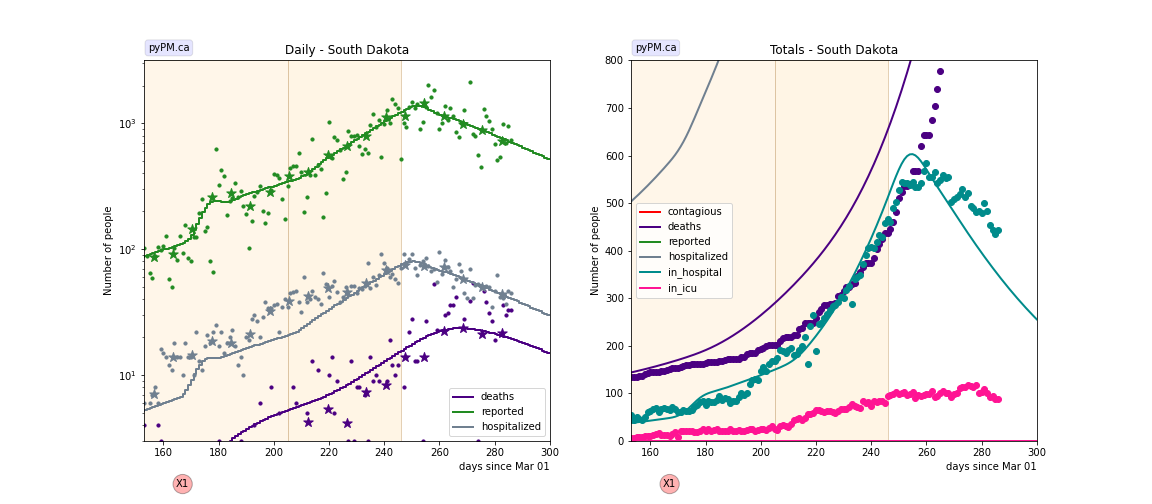 pyPM.ca
Daily - South Dakota
Number of people
10³
10²
10¹
deaths
reported
hospitalized
160 180 200 220 240 260 280 300
days since Mar 01
X1
pyPM.ca
Totals - South Dakota
Number of people
800
700
600
500
400
300
200
100
0
contagious
deaths
reported
hospitalized
in_hospital
in_icu
160 180 200 220 240 260 280 300
days since Mar 01
X1